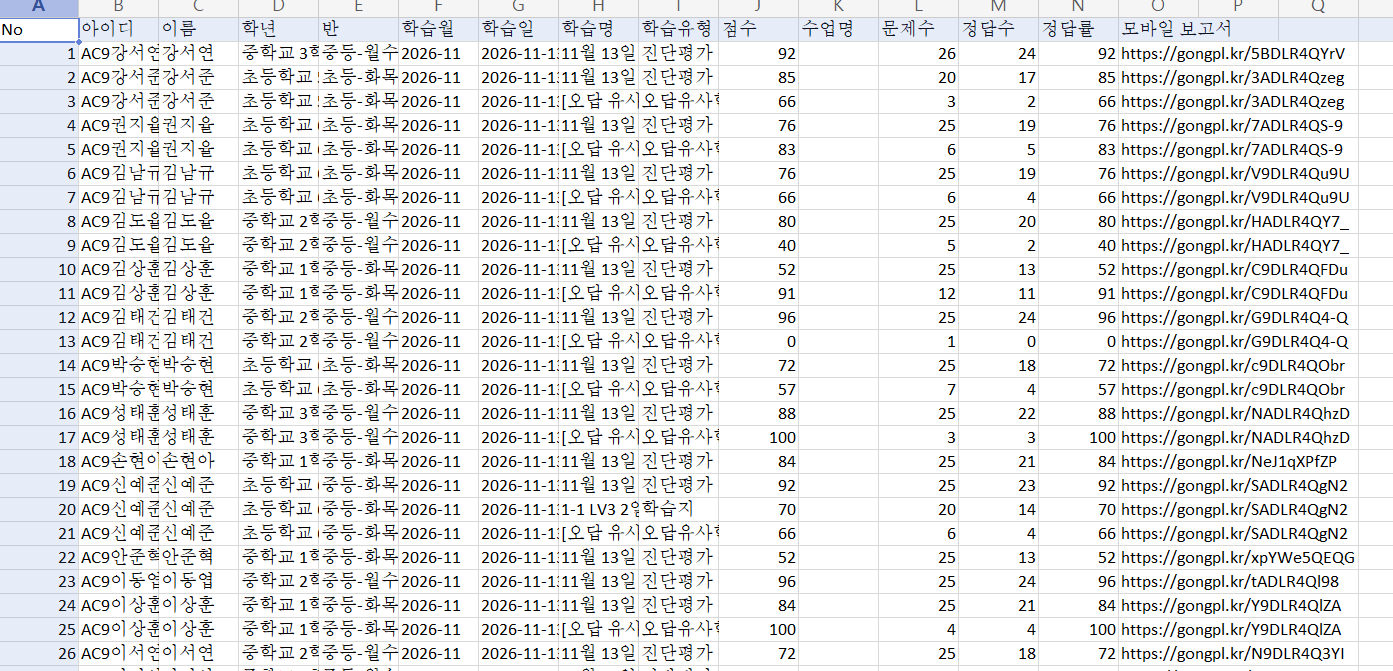 A B C D E F G H I J K L M N O P Q
No 아이디 이름 학년 반 학습월 학습일 학습명 학습유형 점수 수업명 문제수 정답수 정답률 모바일 보고서
1 AC9강서연 강서연 중학교 3학 중등-월수 2026-11 2026-11-13 11월 13일 진단평가 92 26 24 92 https://gongpl.kr/5BDLR4QYrV
2 AC9강서준 강서준 초등학교 초등-화목 2026-11 2026-11-13 11월 13일 진단평가 85 20 17 85 https://gongpl.kr/3ADLR4Qzeg
3 AC9강서준 강서준 초등학교 초등-화목 2026-11 2026-11-13 [오답 유시 오답유사학 66 3 2 66 https://gongpl.kr/3ADLR4Qzeg
4 AC9권지율 권지율 초등학교 초등-화목 2026-11 2026-11-13 11월 13일 진단평가 76 25 19 76 https://gongpl.kr/7ADLR4QS-9
5 AC9권지율 권지율 초등학교 초등-화목 2026-11 2026-11-13 [오답 유시 오답유사학 83 6 5 83 https://gongpl.kr/7ADLR4QS-9
6 AC9김남규 김남규 초등학교 초등-화목 2026-11 2026-11-13 11월 13일 진단평가 76 25 19 76 https://gongpl.kr/V9DLR4Qu9U
7 AC9김남규 김남규 초등학교 초등-화목 2026-11 2026-11-13 [오답 유시 오답유사학 66 6 4 66 https://gongpl.kr/V9DLR4Qu9U
8 AC9김도율 김도율 중학교 2학 중등-월수 2026-11 2026-11-13 11월 13일 진단평가 80 25 20 80 https://gongpl.kr/HADLR4QY7_
9 AC9김도율 김도율 중학교 2학 중등-월수 2026-11 2026-11-13 [오답 유시 오답유사학 40 5 2 40 https://gongpl.kr/HADLR4QY7_
10 AC9김상훈 김상훈 중학교 1학 중등-화목 2026-11 2026-11-13 11월 13일 진단평가 52 25 13 52 https://gongpl.kr/C9DLR4QFDu
11 AC9김상훈 김상훈 중학교 1학 중등-화목 2026-11 2026-11-13 [오답 유시 오답유사학 91 12 11 91 https://gongpl.kr/C9DLR4QFDu
12 AC9김태건 김태건 중학교 2학 중등-월수 2026-11 2026-11-13 11월 13일 진단평가 96 25 24 96 https://gongpl.kr/G9DLR4Q4-Q
13 AC9김태건 김태건 중학교 2학 중등-월수 2026-11 2026-11-13 [오답 유시 오답유사학 0 1 0 0 https://gongpl.kr/G9DLR4Q4-Q
14 AC9박승현 박승현 초등학교 초등-화목 2026-11 2026-11-13 11월 13일 진단평가 72 25 18 72 https://gongpl.kr/c9DLR4QObr
15 AC9박승현 박승현 초등학교 초등-화목 2026-11 2026-11-13 [오답 유시 오답유사학 57 7 4 57 https://gongpl.kr/c9DLR4QObr
16 AC9성태훈 성태훈 중학교 3학 중등-월수 2026-11 2026-11-13 11월 13일 진단평가 88 25 22 88 https://gongpl.kr/NADLR4QhzD
17 AC9성태훈 성태훈 중학교 3학 중등-월수 2026-11 2026-11-13 [오답 유시 오답유사학 100 3 3 100 https://gongpl.kr/NADLR4QhzD
18 AC9손현아 손현아 중학교 1학 중등-화목 2026-11 2026-11-13 11월 13일 진단평가 84 25 21 84 https://gongpl.kr/NeJ1qXPfZP
19 AC9신예준 신예준 초등학교 중등-화목 2026-11 2026-11-13 11월 13일 진단평가 92 25 23 92 https://gongpl.kr/SADLR4QgN2
20 AC9신예준 신예준 초등학교 중등-화목 2026-11 2026-11-13 1-1 LV3 2일 학습지 70 20 14 70 https://gongpl.kr/SADLR4QgN2
21 AC9신예준 신예준 초등학교 중등-화목 2026-11 2026-11-13 [오답 유시 오답유사학 66 6 4 66 https://gongpl.kr/SADLR4QgN2
22 AC9안준혁 안준혁 중학교 1학 중등-화목 2026-11 2026-11-13 11월 13일 진단평가 52 25 13 52 https://gongpl.kr/xpYWe5QEQG
23 AC9이동엽 이동엽 중학교 2학 중등-월수 2026-11 2026-11-13 11월 13일 진단평가 96 25 24 96 https://gongpl.kr/tADLR4Ql98
24 AC9이상훈 이상훈 중학교 1학 중등-화목 2026-11 2026-11-13 11월 13일 진단평가 84 25 21 84 https://gongpl.kr/Y9DLR4QlZA
25 AC9이상훈 이상훈 중학교 1학 중등-화목 2026-11 2026-11-13 [오답 유시 오답유사학 100 4 4 100 https://gongpl.kr/Y9DLR4QlZA
26 AC9이서연 이서연 중학교 2학 중등-월수 2026-11 2026-11-13 11월 13일 진단평가 72 25 18 72 https://gongpl.kr/N9DLR4Q3YI